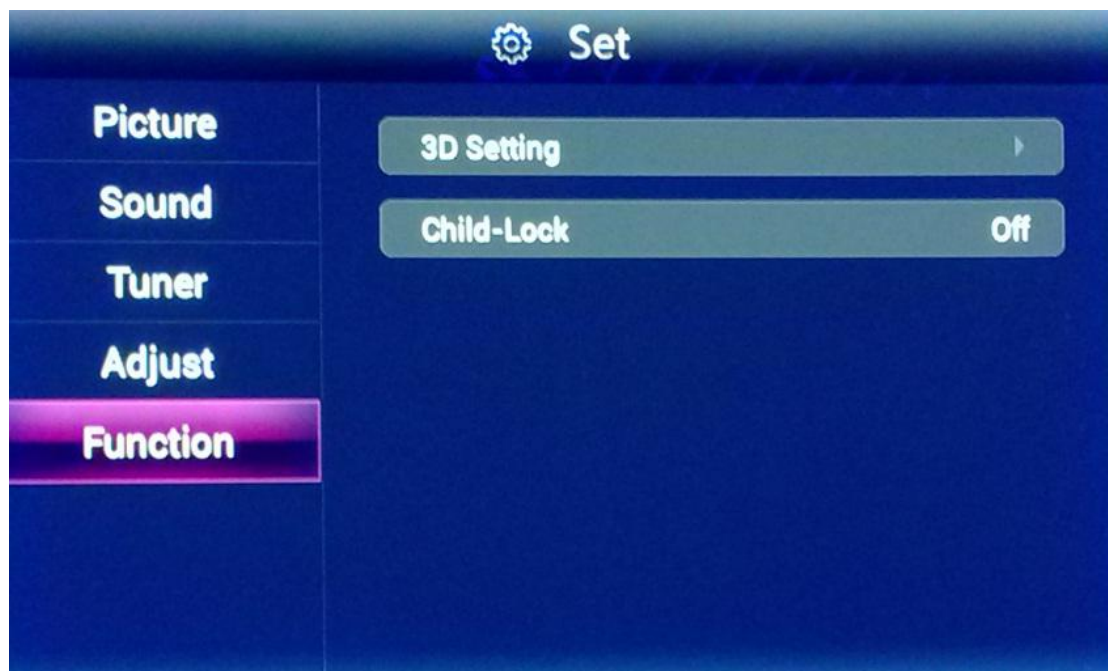 Set
Picture
Sound
Tuner
Adjust
Function
3D Setting
Child-Lock Off